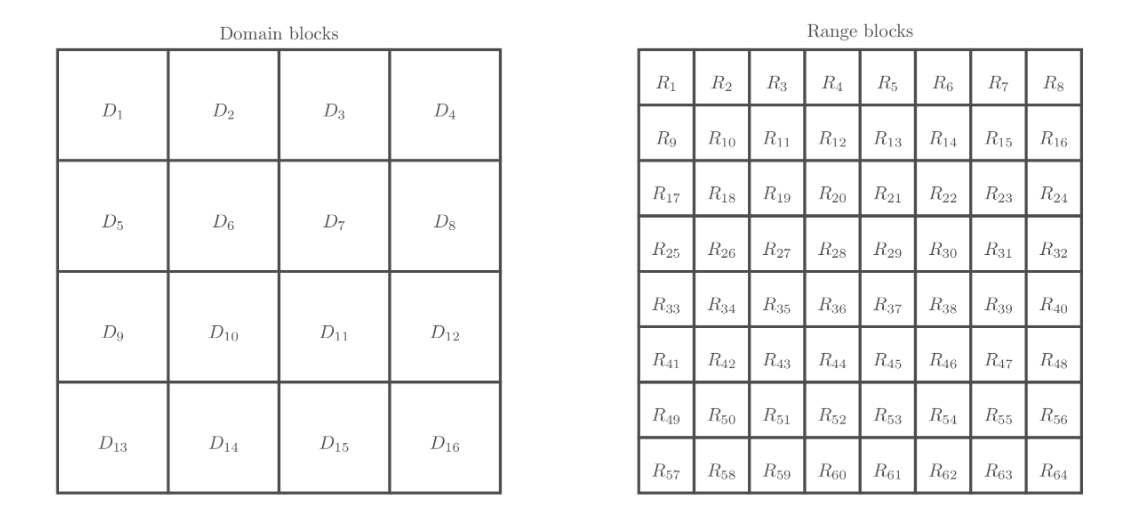 Domain blocks
D₁ D₂ D₃ D₄
D₅ D₆ D₇ D₈
D₉ D₁₀ D₁₁ D₁₂
D₁₃ D₁₄ D₁₅ D₁₆
Range blocks
R₁ R₂ R₃ R₄ R₅ R₆ R₇ R₈
R₉ R₁₀ R₁₁ R₁₂ R₁₃ R₁₄ R₁₅ R₁₆
R₁₇ R₁₈ R₁₉ R₂₀ R₂₁ R₂₂ R₂₃ R₂₄
R₂₅ R₂₆ R₂₇ R₂₈ R₂₉ R₃₀ R₃₁ R₃₂
R₃₃ R₃₄ R₃₅ R₃₆ R₃₇ R₃₈ R₃₉ R₄₀
R₄₁ R₄₂ R₄₃ R₄₄ R₄₅ R₄₆ R₄₇ R₄₈
R₄₉ R₅₀ R₅₁ R₅₂ R₅₃ R₅₄ R₅₅ R₅₆
R₅₇ R₅₈ R₅₉ R₆₀ R₆₁ R₆₂ R₆₃ R₆₄